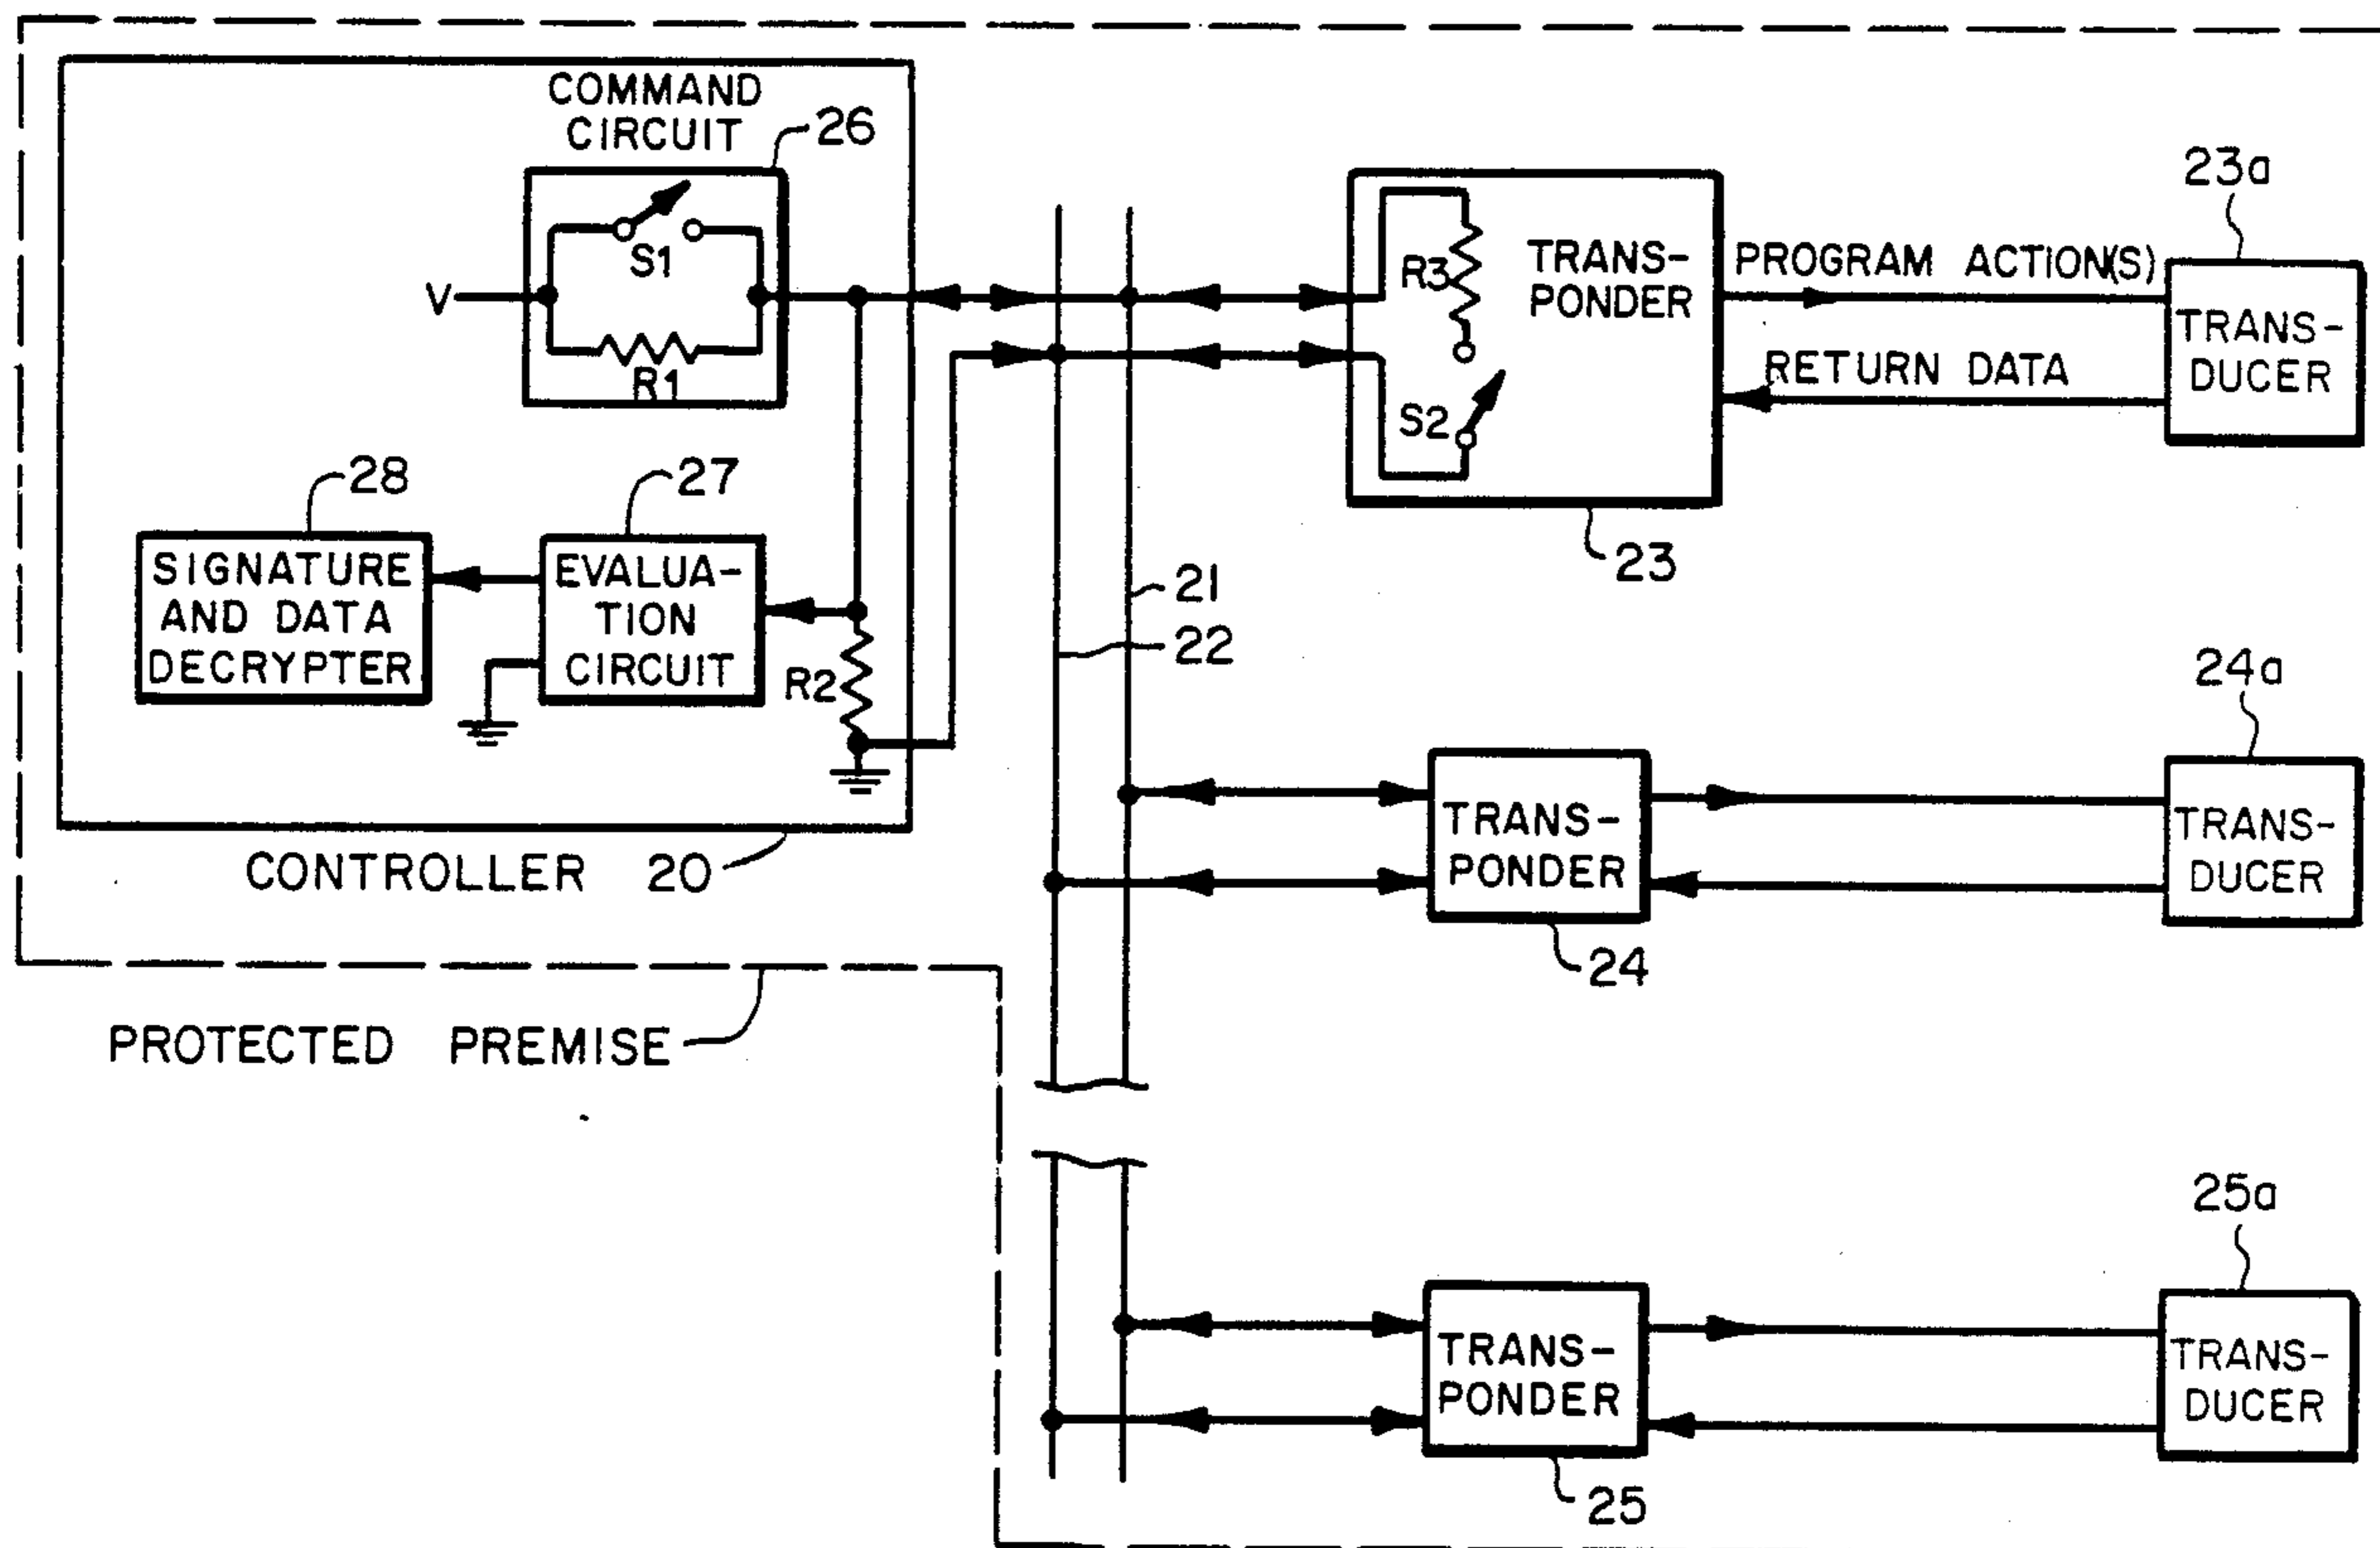 COMMAND
CIRCUIT
26
S1
V
R1
28
27
SIGNATURE
AND DATA
DECRYPTER
EVALUA-
TION
CIRCUIT
R2
CONTROLLER 20
PROTECTED PREMISE
21
22
R3
S2
TRANS-
PONDER
23
PROGRAM ACTION(S)
RETURN DATA
23a
TRANS-
DUCER
TRANS-
PONDER
24
24a
TRANS-
DUCER
TRANS-
PONDER
25
25a
TRANS-
DUCER